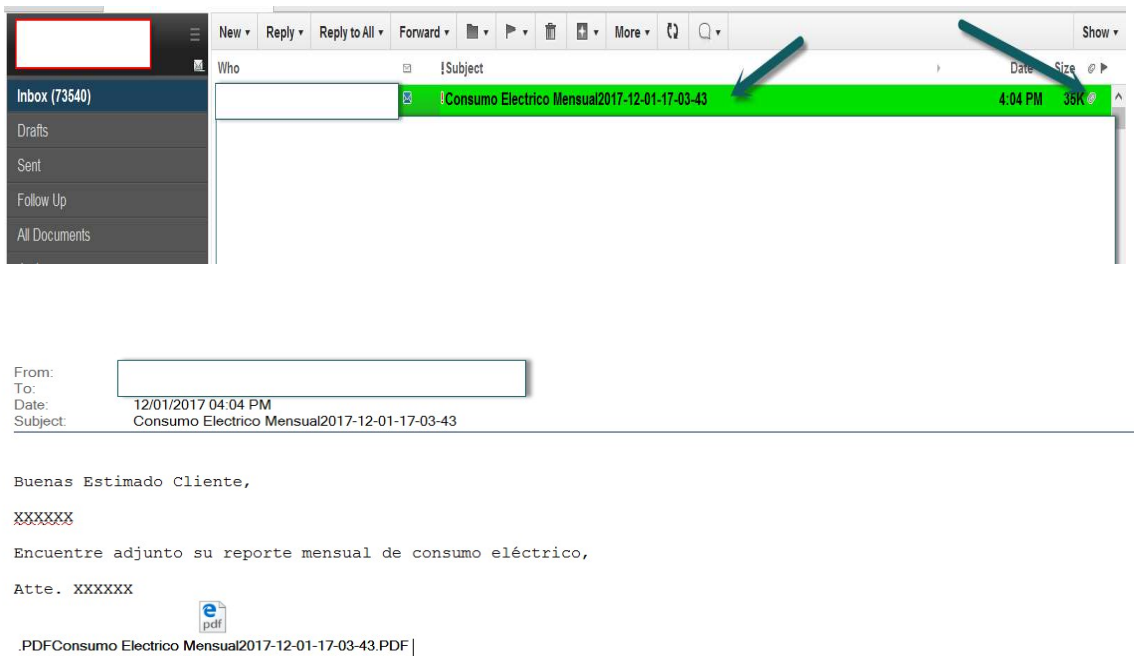 New Reply Reply to All Forward More Show
Who !Subject Date Size
Inbox (73540) !Consumo Electrico Mensual2017-12-01-17-03-43 4:04 PM 35K
Drafts
Sent
Follow Up
All Documents
From:
To:
Date: 12/01/2017 04:04 PM
Subject: Consumo Electrico Mensual2017-12-01-17-03-43
Buenas Estimado Cliente,
XXXXXX
Encuentre adjunto su reporte mensual de consumo eléctrico,
Atte. XXXXXX
pdf
.PDFConsumo Electrico Mensual2017-12-01-17-03-43.PDF